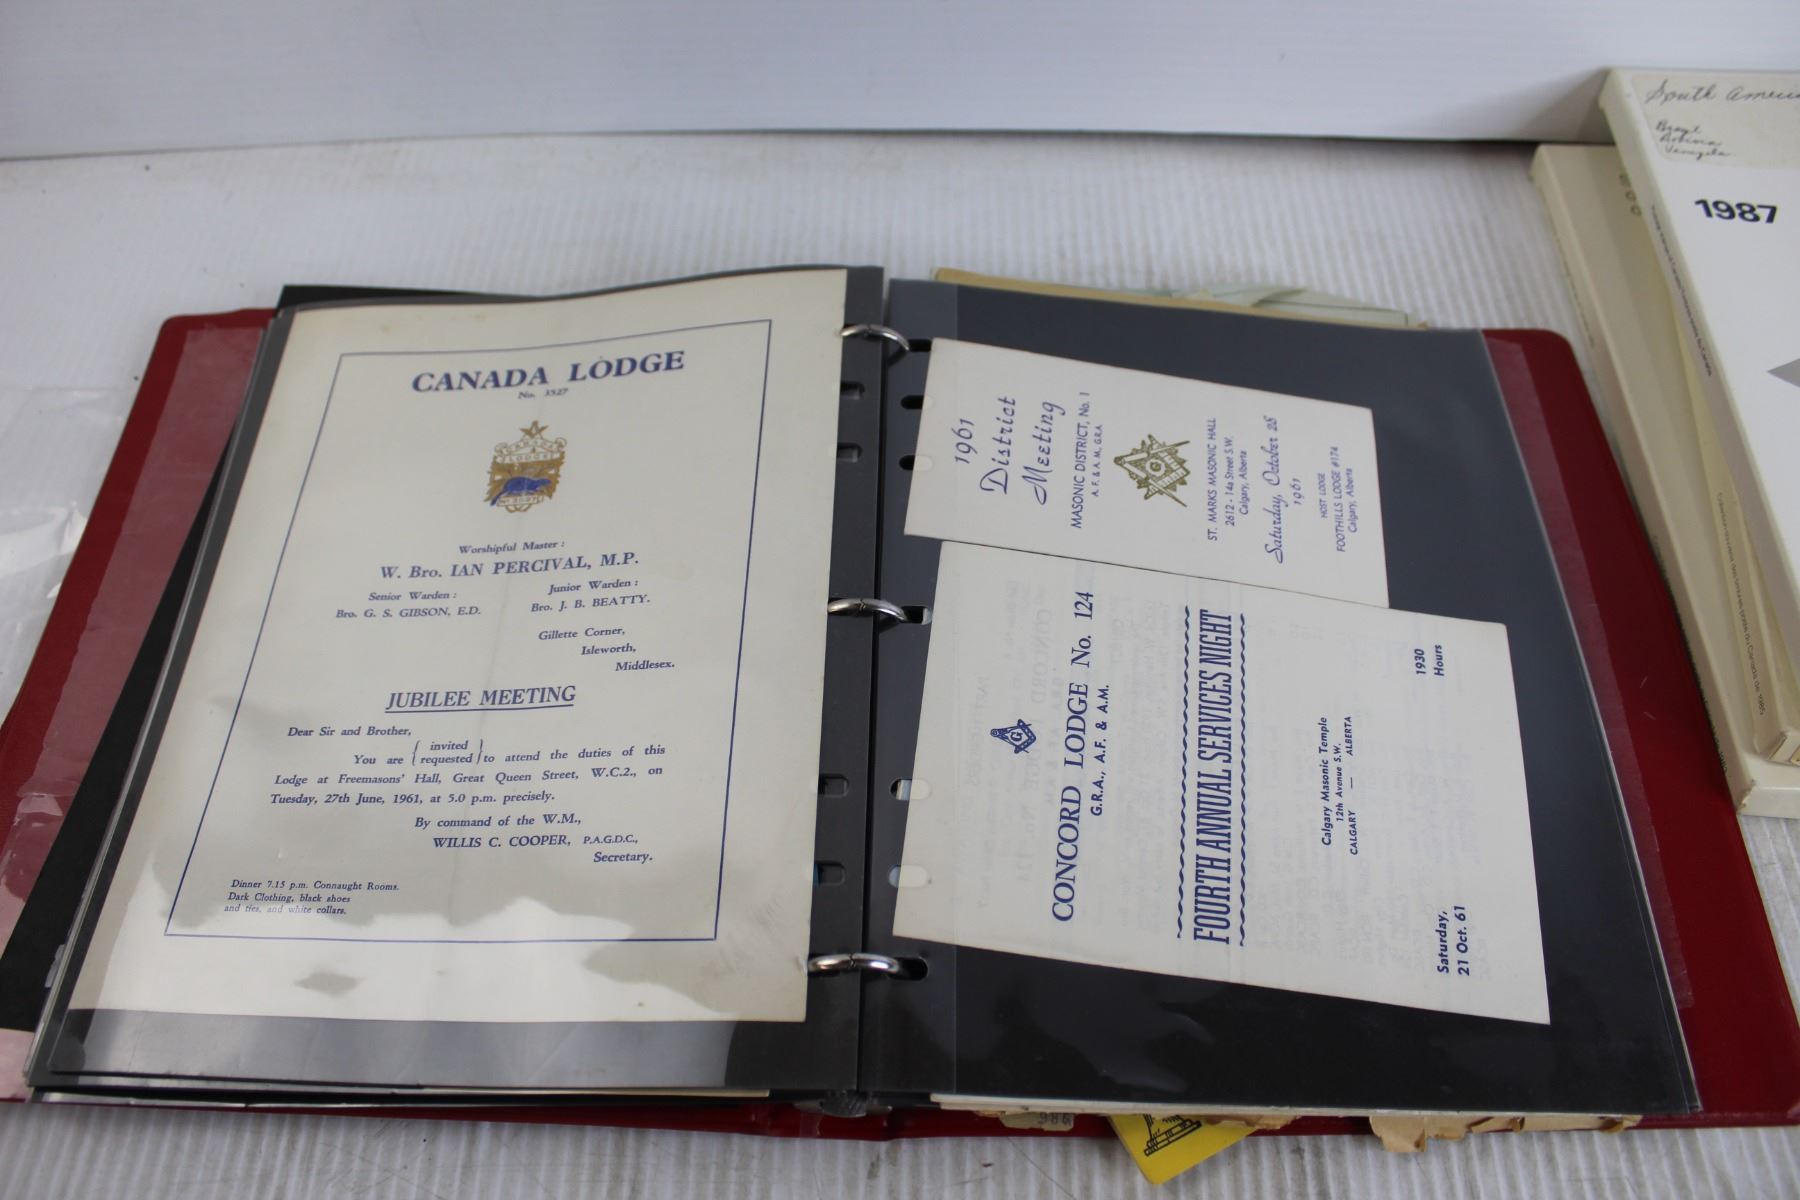 CANADA LODGE
No. 3527
CANADA
LODGE
No 3527
Worshipful Master :
W. Bro. IAN PERCIVAL, M.P.
Senior Warden :
Bro. G. S. GIBSON, E.D.
Junior Warden :
Bro. J. B. BEATTY.
Gillette Corner,
Isleworth,
Middlesex.
JUBILEE MEETING
Dear Sir and Brother,
You are { invited requested } to attend the duties of this
Lodge at Freemasons' Hall, Great Queen Street, W.C.2., on
Tuesday, 27th June, 1961, at 5.0 p.m. precisely.
By command of the W.M.,
WILLIS C. COOPER, P.A.G.D.C.,
Secretary.
Dinner 7.15 p.m. Connaught Rooms.
Dark Clothing, black shoes
and ties, and white collars.
1961
District
Meeting
MASONIC DISTRICT, No. 1
A.F. & A.M., G.R.A.
G
ST. MARKS MASONIC HALL
2612 - 14a Street S.W.
Calgary, Alberta
Saturday, October 28
1961
HOST LODGE
FOOTHILLS LODGE #174
Calgary, Alberta
G
CONCORD LODGE No. 124
G.R.A., A.F. & A.M.
FOURTH ANNUAL SERVICES NIGHT
Calgary Masonic Temple
12th Avenue S.W.
CALGARY — ALBERTA
Saturday,
21 Oct. 61
1930
Hours
South
1987
986